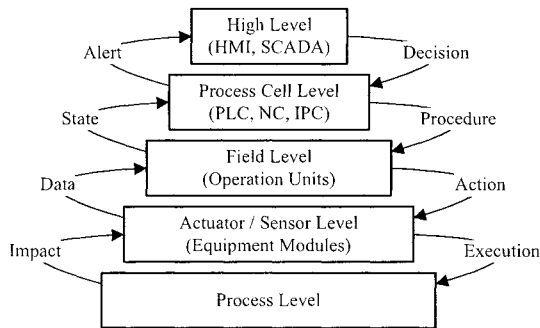 High Level
(HMI, SCADA)
Alert
Decision
Process Cell Level
(PLC, NC, IPC)
State
Procedure
Field Level
(Operation Units)
Data
Action
Actuator / Sensor Level
(Equipment Modules)
Impact
Execution
Process Level